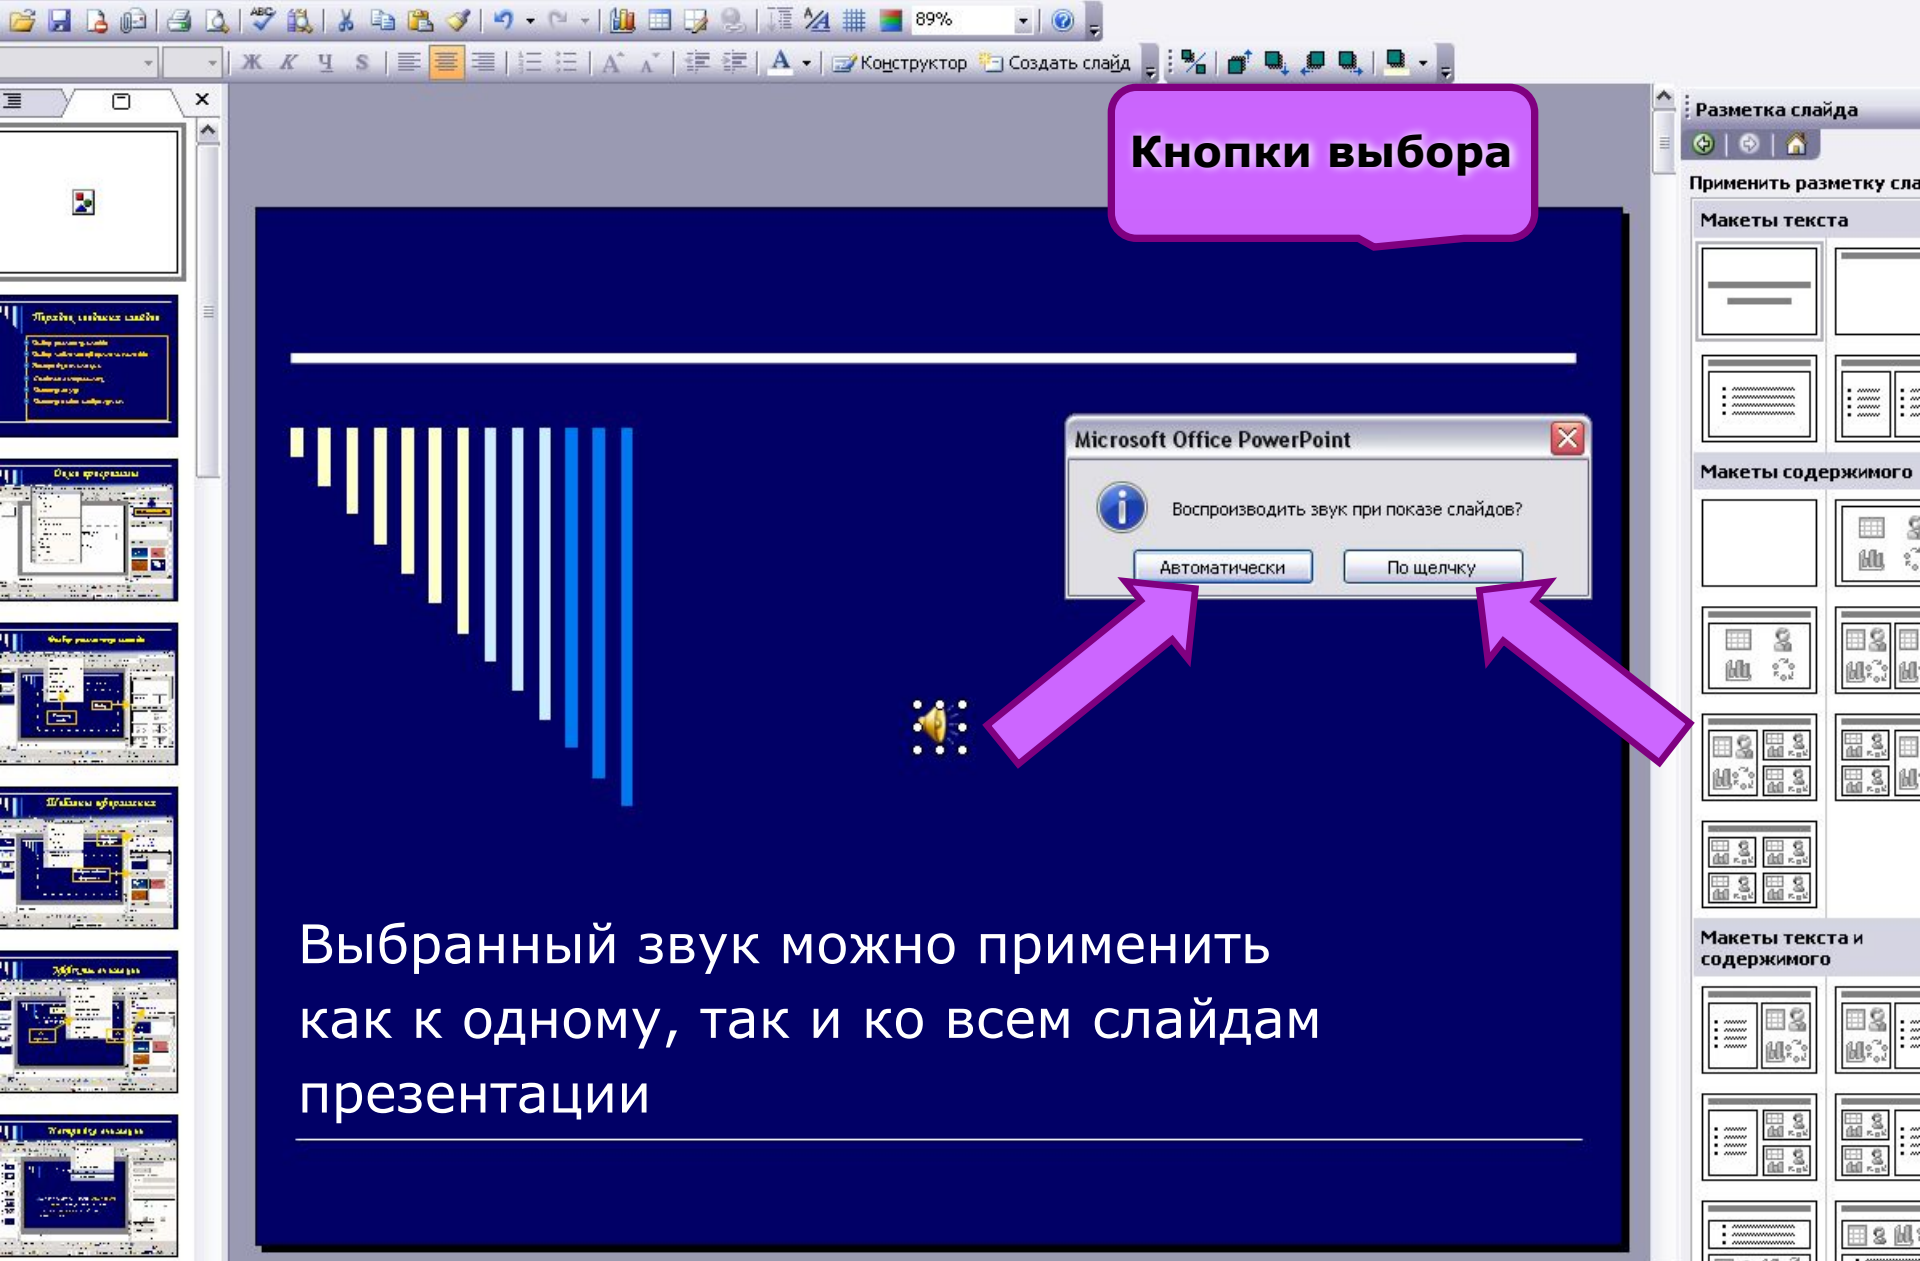 ABC
89%
Ж К Ч S
A
Конструктор
Создать слайд
Кнопки выбора
Разметка слайда
Применить разметку сла
Макеты текста
Макеты содержимого
Макеты текста и
содержимого
Microsoft Office PowerPoint
Воспроизводить звук при показе слайдов?
Автоматически
По щелчку
Выбранный звук можно применить
как к одному, так и ко всем слайдам
презентации